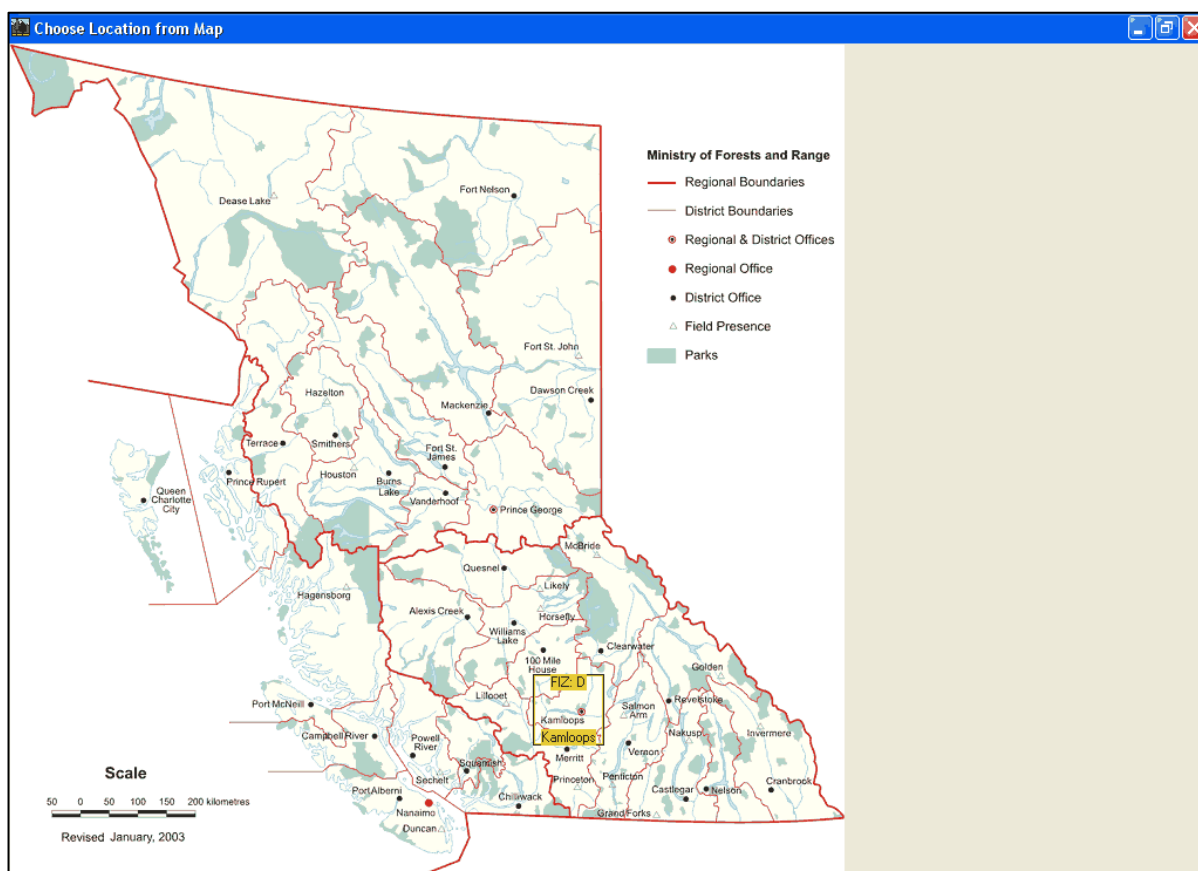 Choose Location from Map
Ministry of Forests and Range
Regional Boundaries
District Boundaries
Regional & District Offices
Regional Office
District Office
Field Presence
Parks
Dease Lake
Fort Nelson
Fort St. John
Dawson Creek
Mackenzie
Hazelton
Terrace
Smithers
Fort St.
James
Houston
Burns
Lake
Prince Rupert
Queen
Charlotte
City
Vanderhoof
Prince George
McBride
Quesnel
Likely
Hagensborg
Alexis Creek
Horsefly
Williams
Lake
Clearwater
100 Mile
House
Golden
FIZ: D
Lillooet
Revelstoke
Port McNeill
Kamloops
Salmon
Arm
Kamloops
Nakusp
Invermere
Campbell River
Powell
River
Merritt
Vernon
Squamish
Sechelt
Princeton
Penticton
Cranbrook
Scale
Port Alberni
Chilliwack
Castlegar
Nelson
50 0 50 100 150 200 kilometres
Nanaimo
Grand Forks
Duncan
Revised January, 2003